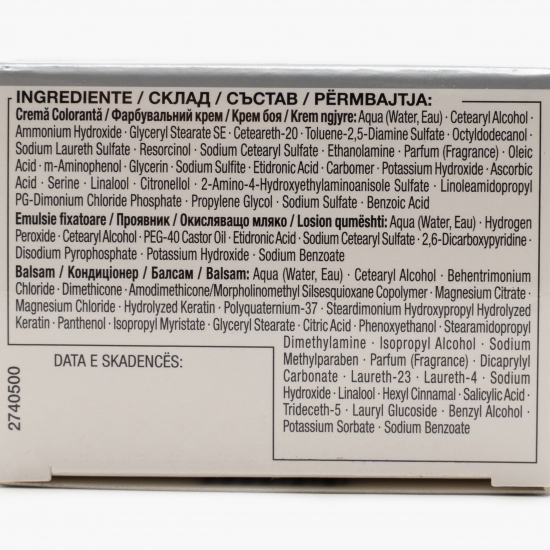 INGREDIENTE / СКЛАД / СЪСТАВ / PËRMBAJTJA:
Cremă Colorantă / Фарбувальний крем / Крем боя / Krem ngjyre: Aqua (Water, Eau) · Cetearyl Alcohol ·
Ammonium Hydroxide · Glyceryl Stearate SE · Ceteareth-20 · Toluene-2,5-Diamine Sulfate · Octyldodecanol ·
Sodium Laureth Sulfate · Resorcinol · Sodium Cetearyl Sulfate · Ethanolamine · Parfum (Fragrance) · Oleic
Acid · m-Aminophenol · Glycerin · Sodium Sulfite · Etidronic Acid · Carbomer · Potassium Hydroxide · Ascorbic
Acid · Serine · Linalool · Citronellol · 2-Amino-4-Hydroxyethylaminoanisole Sulfate · Linoleamidopropyl
PG-Dimonium Chloride Phosphate · Propylene Glycol · Sodium Sulfate · Benzoic Acid
Emulsie fixatoare / Проявник / Окисляващо мляко / Losion qumështi: Aqua (Water, Eau) · Hydrogen
Peroxide · Cetearyl Alcohol · PEG-40 Castor Oil · Etidronic Acid · Sodium Cetearyl Sulfate · 2,6-Dicarboxypyridine ·
Disodium Pyrophosphate · Potassium Hydroxide · Sodium Benzoate
Balsam / Кондиціонер / Балсам / Balsam: Aqua (Water, Eau) · Cetearyl Alcohol · Behentrimonium
Chloride · Dimethicone · Amodimethicone/Morpholinomethyl Silsesquioxane Copolymer · Magnesium Citrate ·
Magnesium Chloride · Hydrolyzed Keratin · Polyquaternium-37 · Steardimonium Hydroxypropyl Hydrolyzed
Keratin · Panthenol · Isopropyl Myristate · Glyceryl Stearate · Citric Acid · Phenoxyethanol · Stearamidopropyl
Dimethylamine · Isopropyl Alcohol · Sodium
Methylparaben · Parfum (Fragrance) · Dicaprylyl
Carbonate · Laureth-23 · Laureth-4 · Sodium
Hydroxide · Linalool · Hexyl Cinnamal · Salicylic Acid ·
Trideceth-5 · Lauryl Glucoside · Benzyl Alcohol ·
Potassium Sorbate · Sodium Benzoate
DATA E SKADENCËS:
2740500